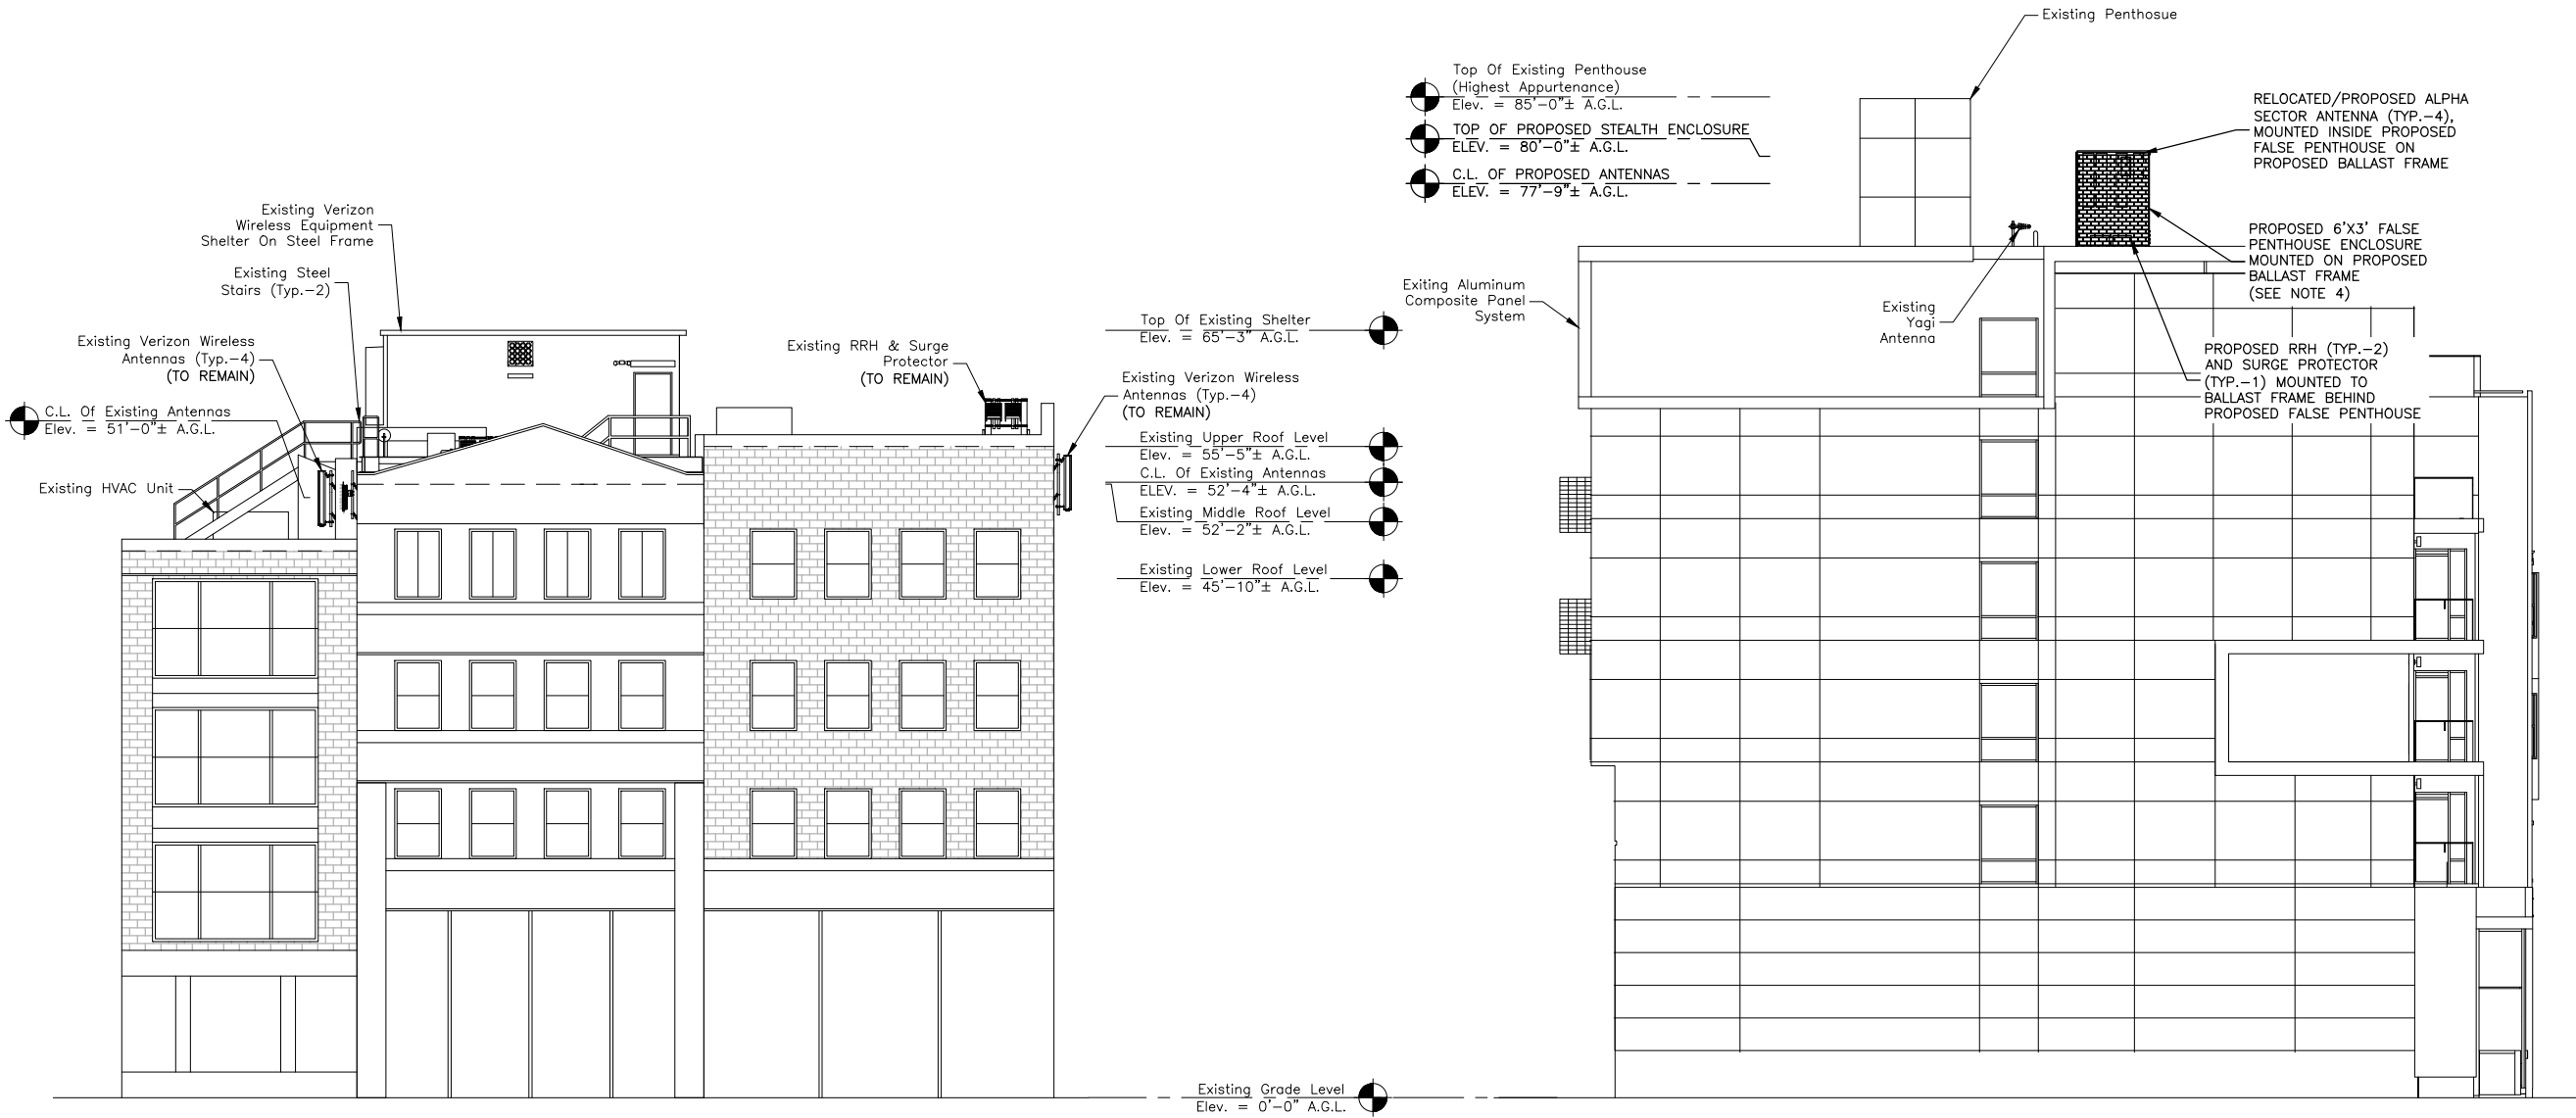 Existing Penthosue
Top Of Existing Penthouse
(Highest Appurtenance)
Elev. = 85'-0"± A.G.L.
TOP OF PROPOSED STEALTH ENCLOSURE
ELEV. = 80'-0"± A.G.L.
C.L. OF PROPOSED ANTENNAS
ELEV. = 77'-9"± A.G.L.
RELOCATED/PROPOSED ALPHA
SECTOR ANTENNA (TYP.-4),
MOUNTED INSIDE PROPOSED
FALSE PENTHOUSE ON
PROPOSED BALLAST FRAME
PROPOSED 6'X3' FALSE
PENTHOUSE ENCLOSURE
MOUNTED ON PROPOSED
BALLAST FRAME
(SEE NOTE 4)
PROPOSED RRH (TYP.-2)
AND SURGE PROTECTOR
(TYP.-1) MOUNTED TO
BALLAST FRAME BEHIND
PROPOSED FALSE PENTHOUSE
Exiting Aluminum
Composite Panel
System
Existing
Yagi
Antenna
Existing Verizon
Wireless Equipment
Shelter On Steel Frame
Existing Steel
Stairs (Typ.-2)
Existing Verizon Wireless
Antennas (Typ.-4)
(TO REMAIN)
C.L. Of Existing Antennas
Elev. = 51'-0"± A.G.L.
Existing HVAC Unit
Existing RRH & Surge
Protector
(TO REMAIN)
Existing Verizon Wireless
Antennas (Typ.-4)
(TO REMAIN)
Top Of Existing Shelter
Elev. = 65'-3" A.G.L.
Existing Upper Roof Level
Elev. = 55'-5"± A.G.L.
C.L. Of Existing Antennas
ELEV. = 52'-4"± A.G.L.
Existing Middle Roof Level
Elev. = 52'-2"± A.G.L.
Existing Lower Roof Level
Elev. = 45'-10"± A.G.L.
Existing Grade Level
Elev. = 0'-0" A.G.L.